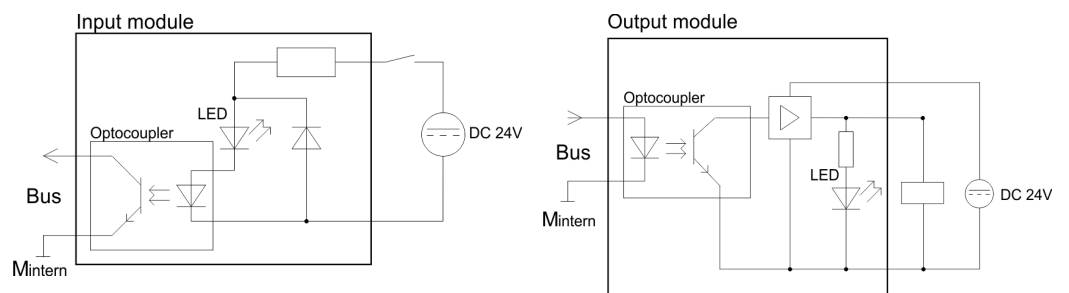 Input module
LED
Optocoupler
DC 24V
Bus
Mintern
Output module
Optocoupler
Bus
LED
DC 24V
Mintern